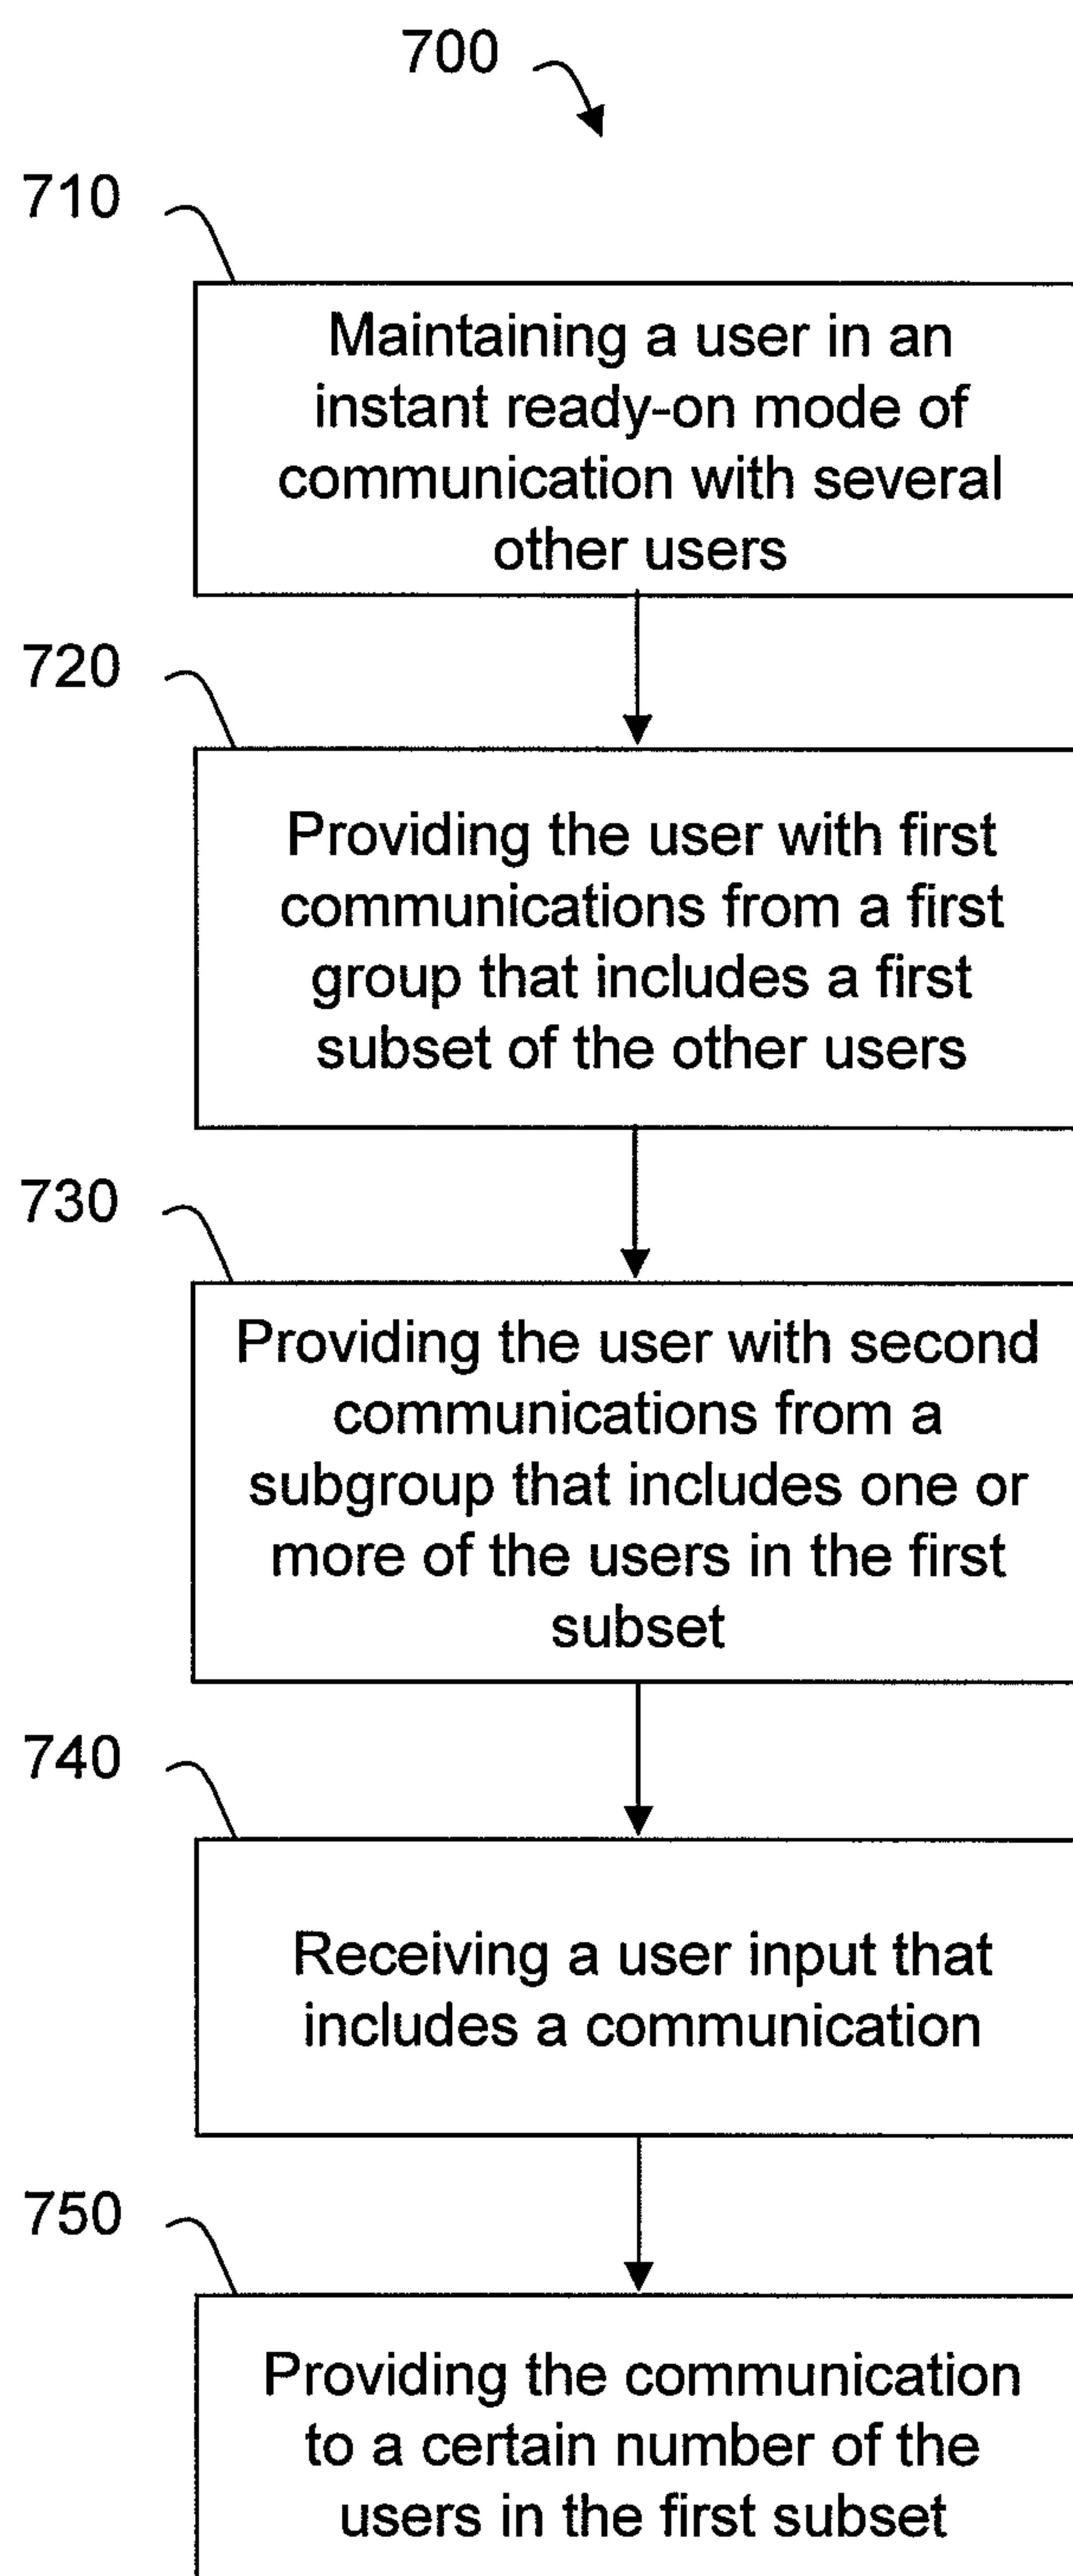 700
710
Maintaining a user in an
instant ready-on mode of
communication with several
other users
720
Providing the user with first
communications from a first
group that includes a first
subset of the other users
730
Providing the user with second
communications from a
subgroup that includes one or
more of the users in the first
subset
740
Receiving a user input that
includes a communication
750
Providing the communication
to a certain number of the
users in the first subset